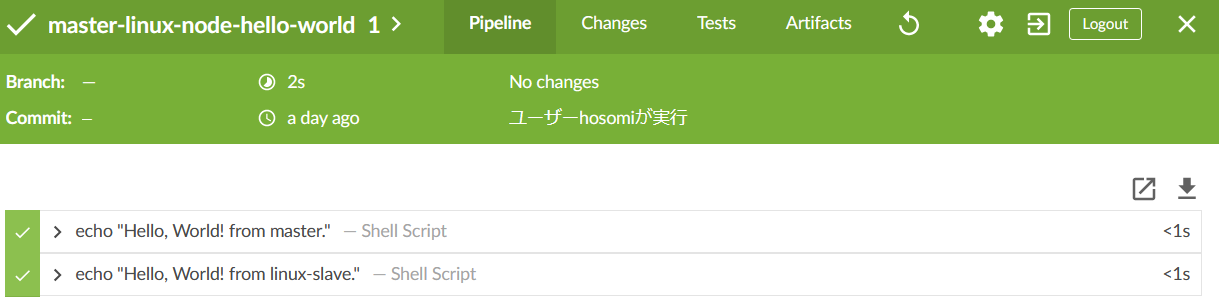 master-linux-node-hello-world 1 Pipeline Changes Tests Artifacts Logout
Branch: — 2s No changes
Commit: — a day ago ユーザーhosomiが実行
echo "Hello, World! from master." — Shell Script <1s
echo "Hello, World! from linux-slave." — Shell Script <1s